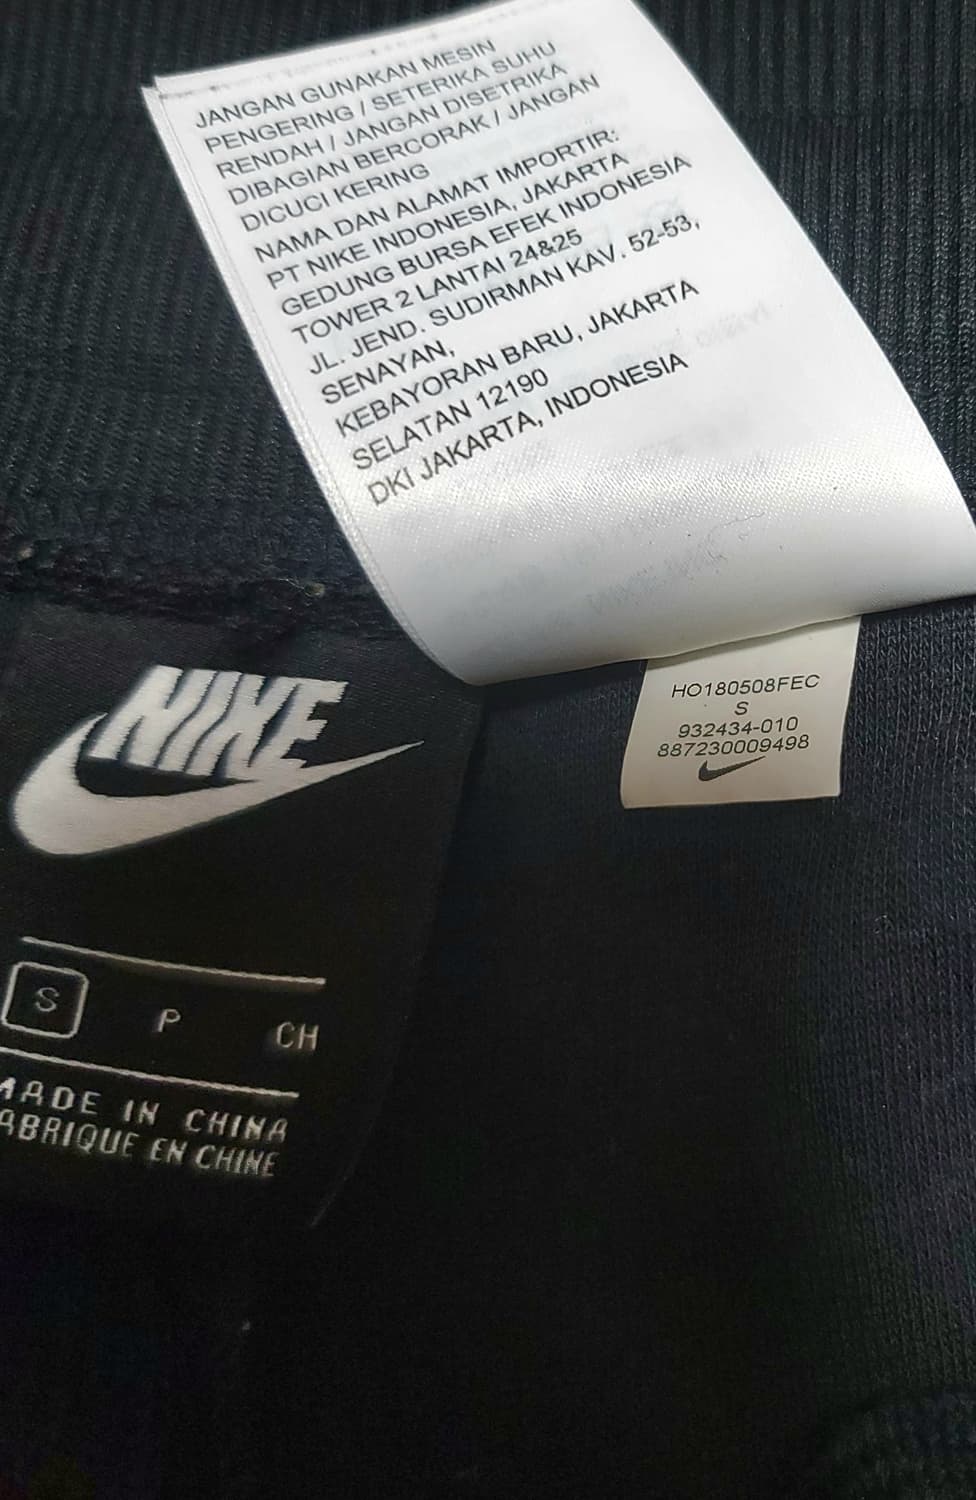 JANGAN GUNAKAN MESIN
PENGERING / SETERIKA SUHU
RENDAH / JANGAN DISETRIKA
DIBAGIAN BERCORAK / JANGAN
DICUCI KERING
NAMA DAN ALAMAT IMPORTIR:
PT NIKE INDONESIA, JAKARTA
GEDUNG BURSA EFEK INDONESIA
TOWER 2 LANTAI 24&25
JL. JEND. SUDIRMAN KAV. 52-53,
SENAYAN,
KEBAYORAN BARU, JAKARTA
SELATAN 12190
DKI JAKARTA, INDONESIA
HO180508FEC
S
932434-010
887230009498
NIKE
S P CH
MADE IN CHINA
ABRIQUE EN CHINE